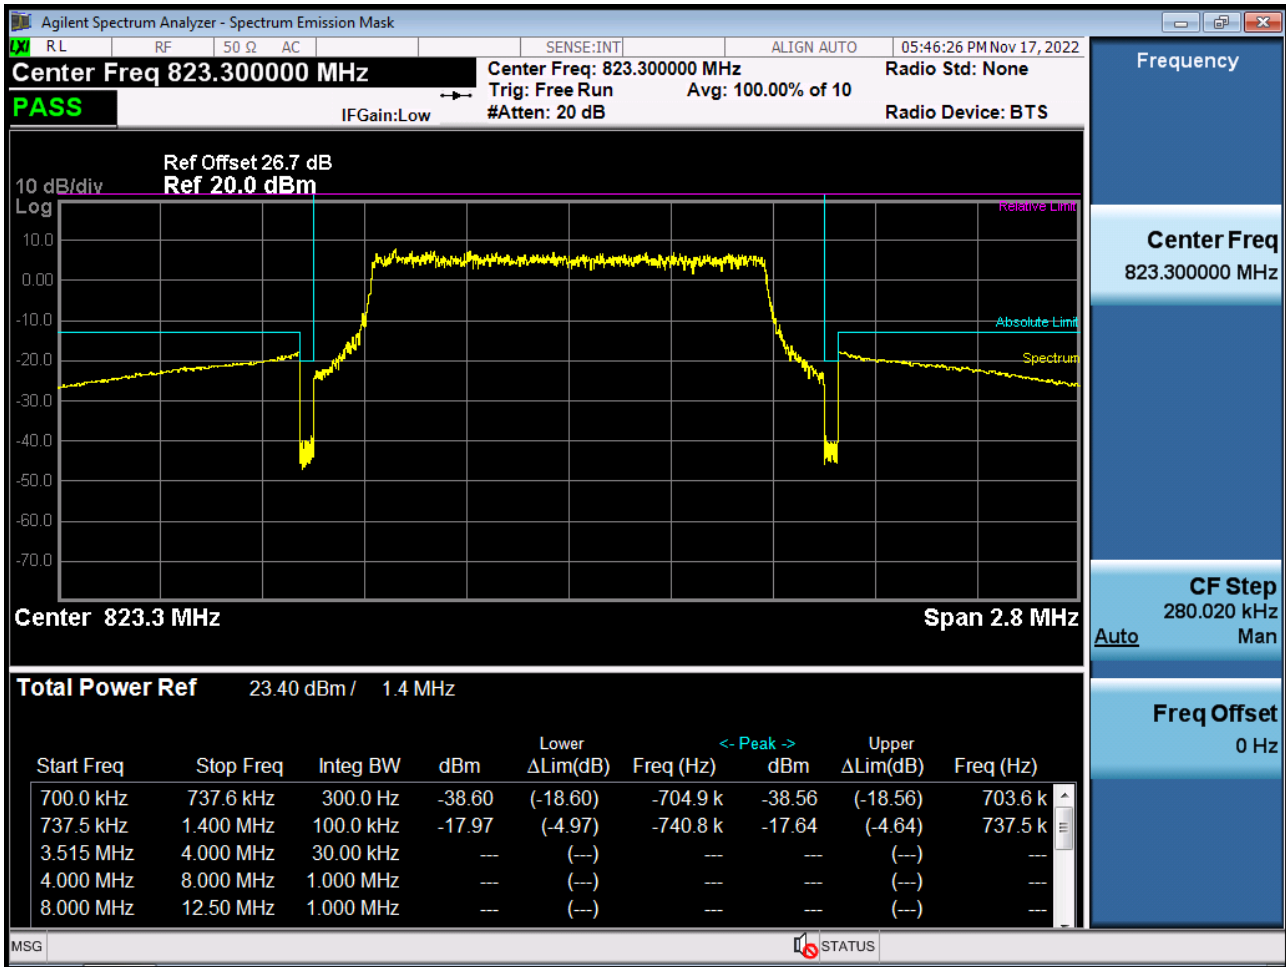 Agilent Spectrum Analyzer - Spectrum Emission Mask
LXI RL RF 50 Ω AC SENSE:INT ALIGN AUTO 05:46:26 PM Nov 17, 2022
Center Freq 823.300000 MHz Center Freq: 823.300000 MHz Radio Std: None
Trig: Free Run Avg: 100.00% of 10
PASS IFGain:Low #Atten: 20 dB Radio Device: BTS
Ref Offset 26.7 dB
10 dB/div Ref 20.0 dBm
Log
Relative Limit
10.0
0.00
-10.0
Absolute Limit
-20.0
Spectrum
-30.0
-40.0
-50.0
-60.0
-70.0
Center 823.3 MHz Span 2.8 MHz
Total Power Ref 23.40 dBm / 1.4 MHz
Lower <- Peak -> Upper
Start Freq Stop Freq Integ BW dBm ΔLim(dB) Freq (Hz) dBm ΔLim(dB) Freq (Hz)
700.0 kHz 737.6 kHz 300.0 Hz -38.60 (-18.60) -704.9 k -38.56 (-18.56) 703.6 k
737.5 kHz 1.400 MHz 100.0 kHz -17.97 (-4.97) -740.8 k -17.64 (-4.64) 737.5 k
3.515 MHz 4.000 MHz 30.00 kHz --- (---) --- --- (---) ---
4.000 MHz 8.000 MHz 1.000 MHz --- (---) --- --- (---) ---
8.000 MHz 12.50 MHz 1.000 MHz --- (---) --- --- (---) ---
MSG STATUS
Frequency
Center Freq
823.300000 MHz
CF Step
280.020 kHz
Auto Man
Freq Offset
0 Hz